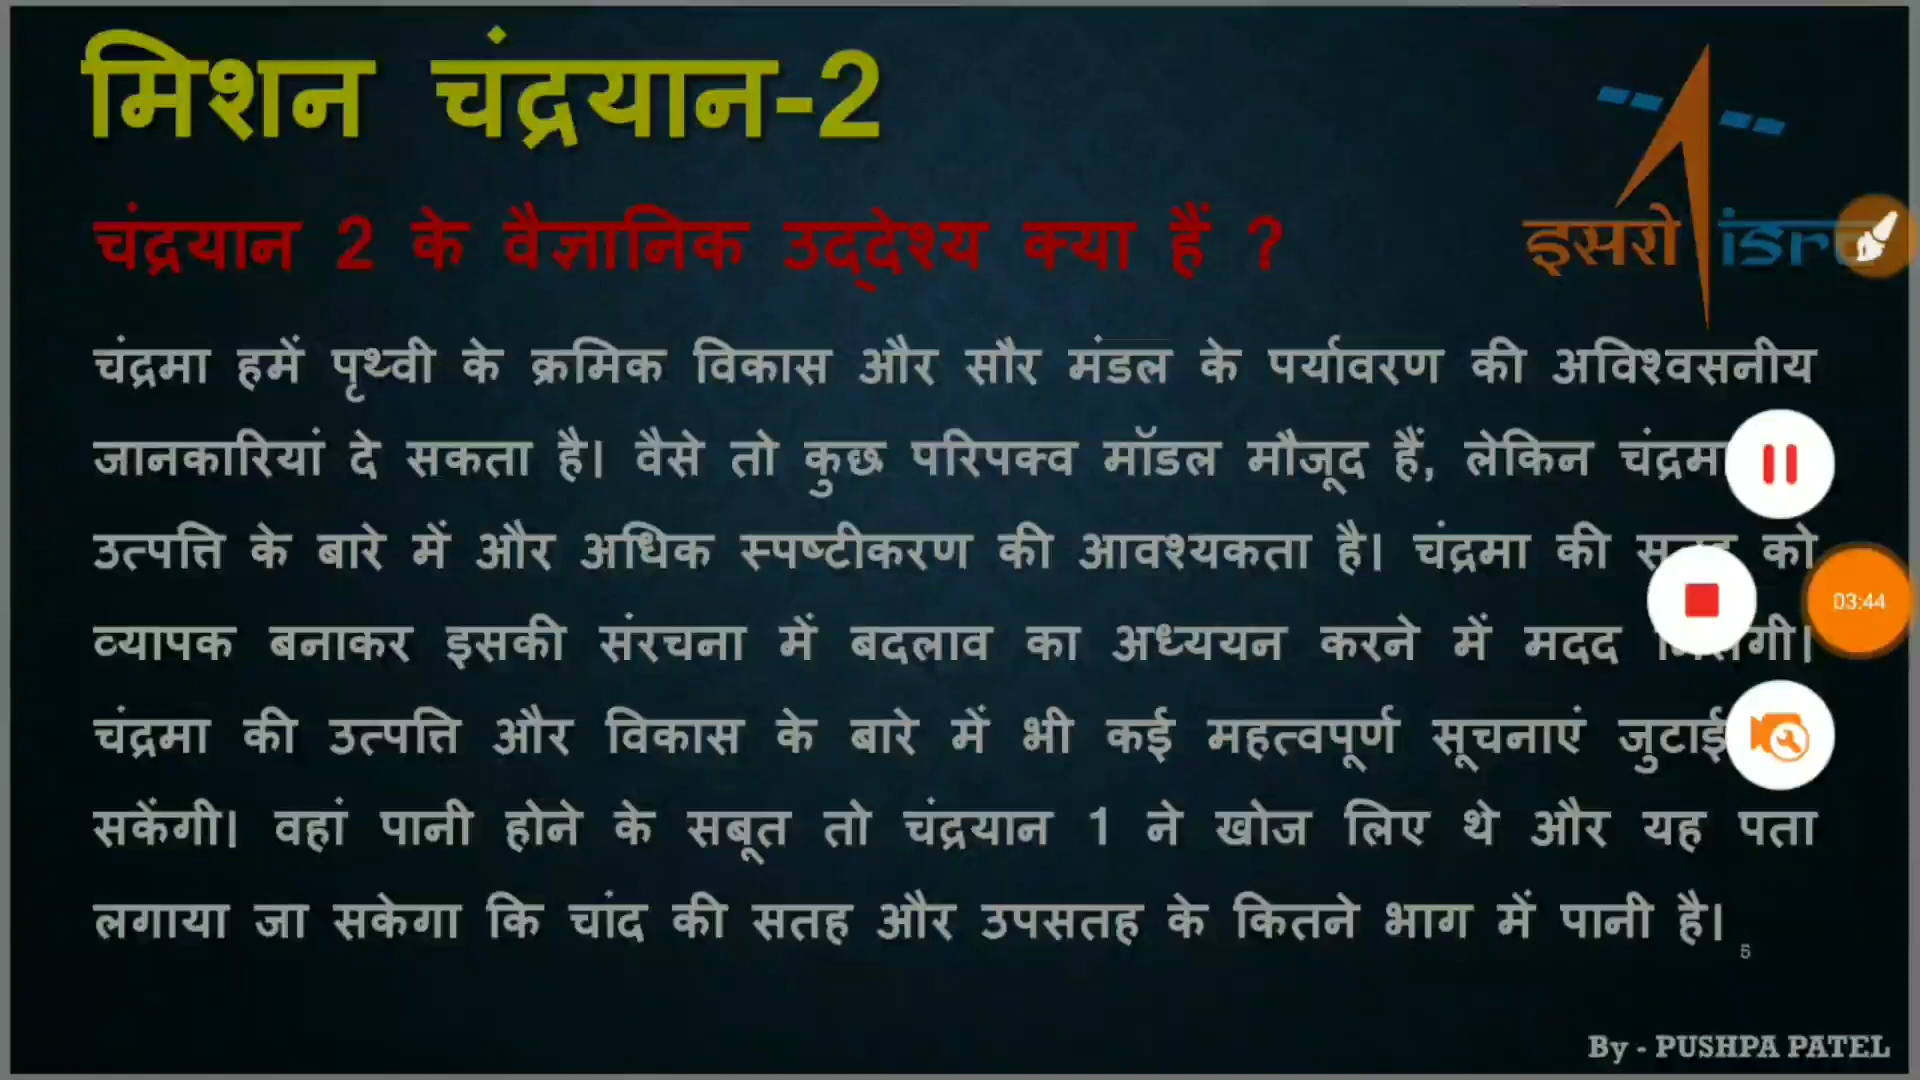 मिशन चंद्रयान-2
चंद्रयान 2 के वैज्ञानिक उद्देश्य क्या हैं ?
इसरो isro
चंद्रमा हमें पृथ्वी के क्रमिक विकास और सौर मंडल के पर्यावरण की अविश्वसनीय
जानकारियां दे सकता है। वैसे तो कुछ परिपक्व मॉडल मौजूद हैं, लेकिन
उत्पत्ति के बारे में और अधिक स्पष्टीकरण की आवश्यकता है। चंद्रमा की को
03:44
व्यापक बनाकर इसकी संरचना में बदलाव का अध्ययन करने में मदद
चंद्रमा की उत्पत्ति और विकास के बारे में भी कई महत्वपूर्ण सूचनाएं जुटाई
सकेंगी। वहां पानी होने के सबूत तो चंद्रयान 1 ने खोज लिए थे और यह पता
लगाया जा सकेगा कि चांद की सतह और उपसतह के कितने भाग में पानी है।
5
By - PUSHPA PATEL